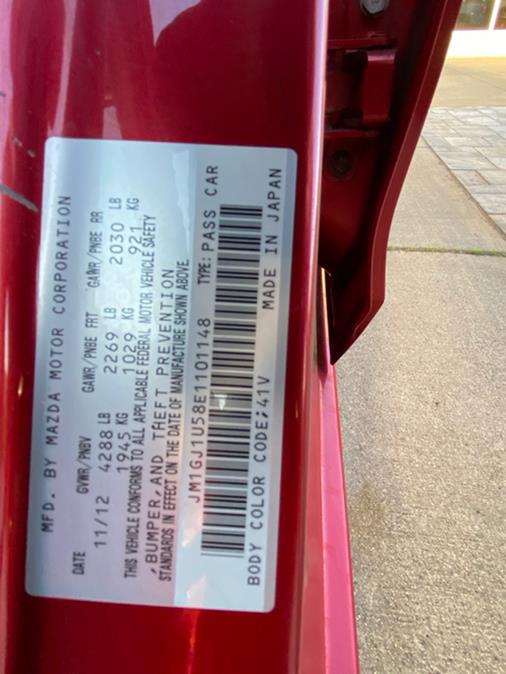 MFD. BY MAZDA MOTOR CORPORATION
DATE GVWR/PNBV GAWR/PNBE FRT GAWR/PNBE RR
11/12 4288 LB 2269 LB 2030 LB
1945 KG 1029 KG 921 KG
THIS VEHICLE CONFORMS TO ALL APPLICABLE FEDERAL MOTOR VEHICLE SAFETY
,BUMPER, AND THEFT PREVENTION
STANDARDS IN EFFECT ON THE DATE OF MANUFACTURE SHOWN ABOVE.
JM1GJ1U58E1101148 TYPE: PASS CAR
BODY COLOR CODE;41V MADE IN JAPAN